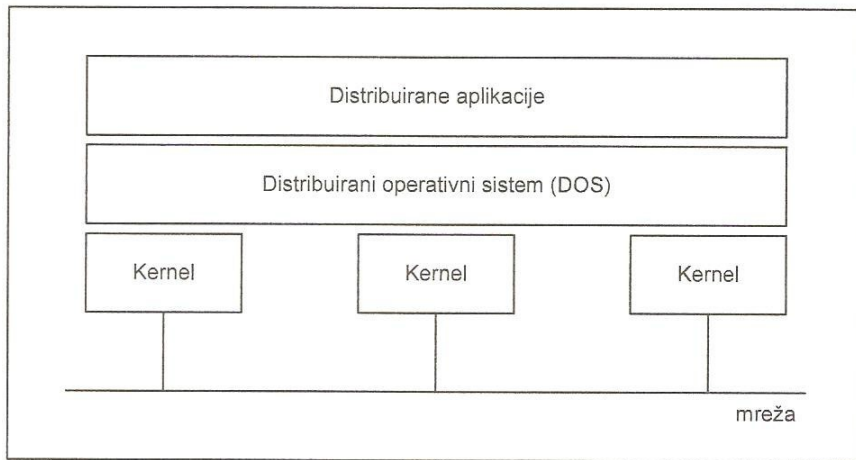 Distribuirane aplikacije
Distribuirani operativni sistem (DOS)
Kernel
Kernel
Kernel
mreža